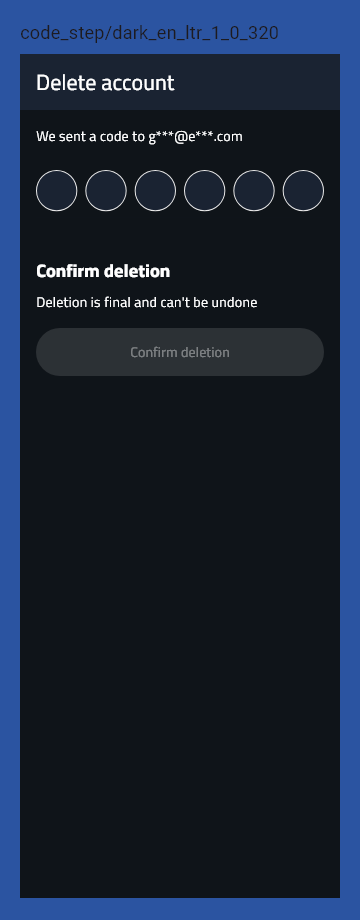 code_step/dark_en_ltr_1_0_320
Delete account
We sent a code to g***@e***.com
Confirm deletion
Deletion is final and can't be undone
Confirm deletion